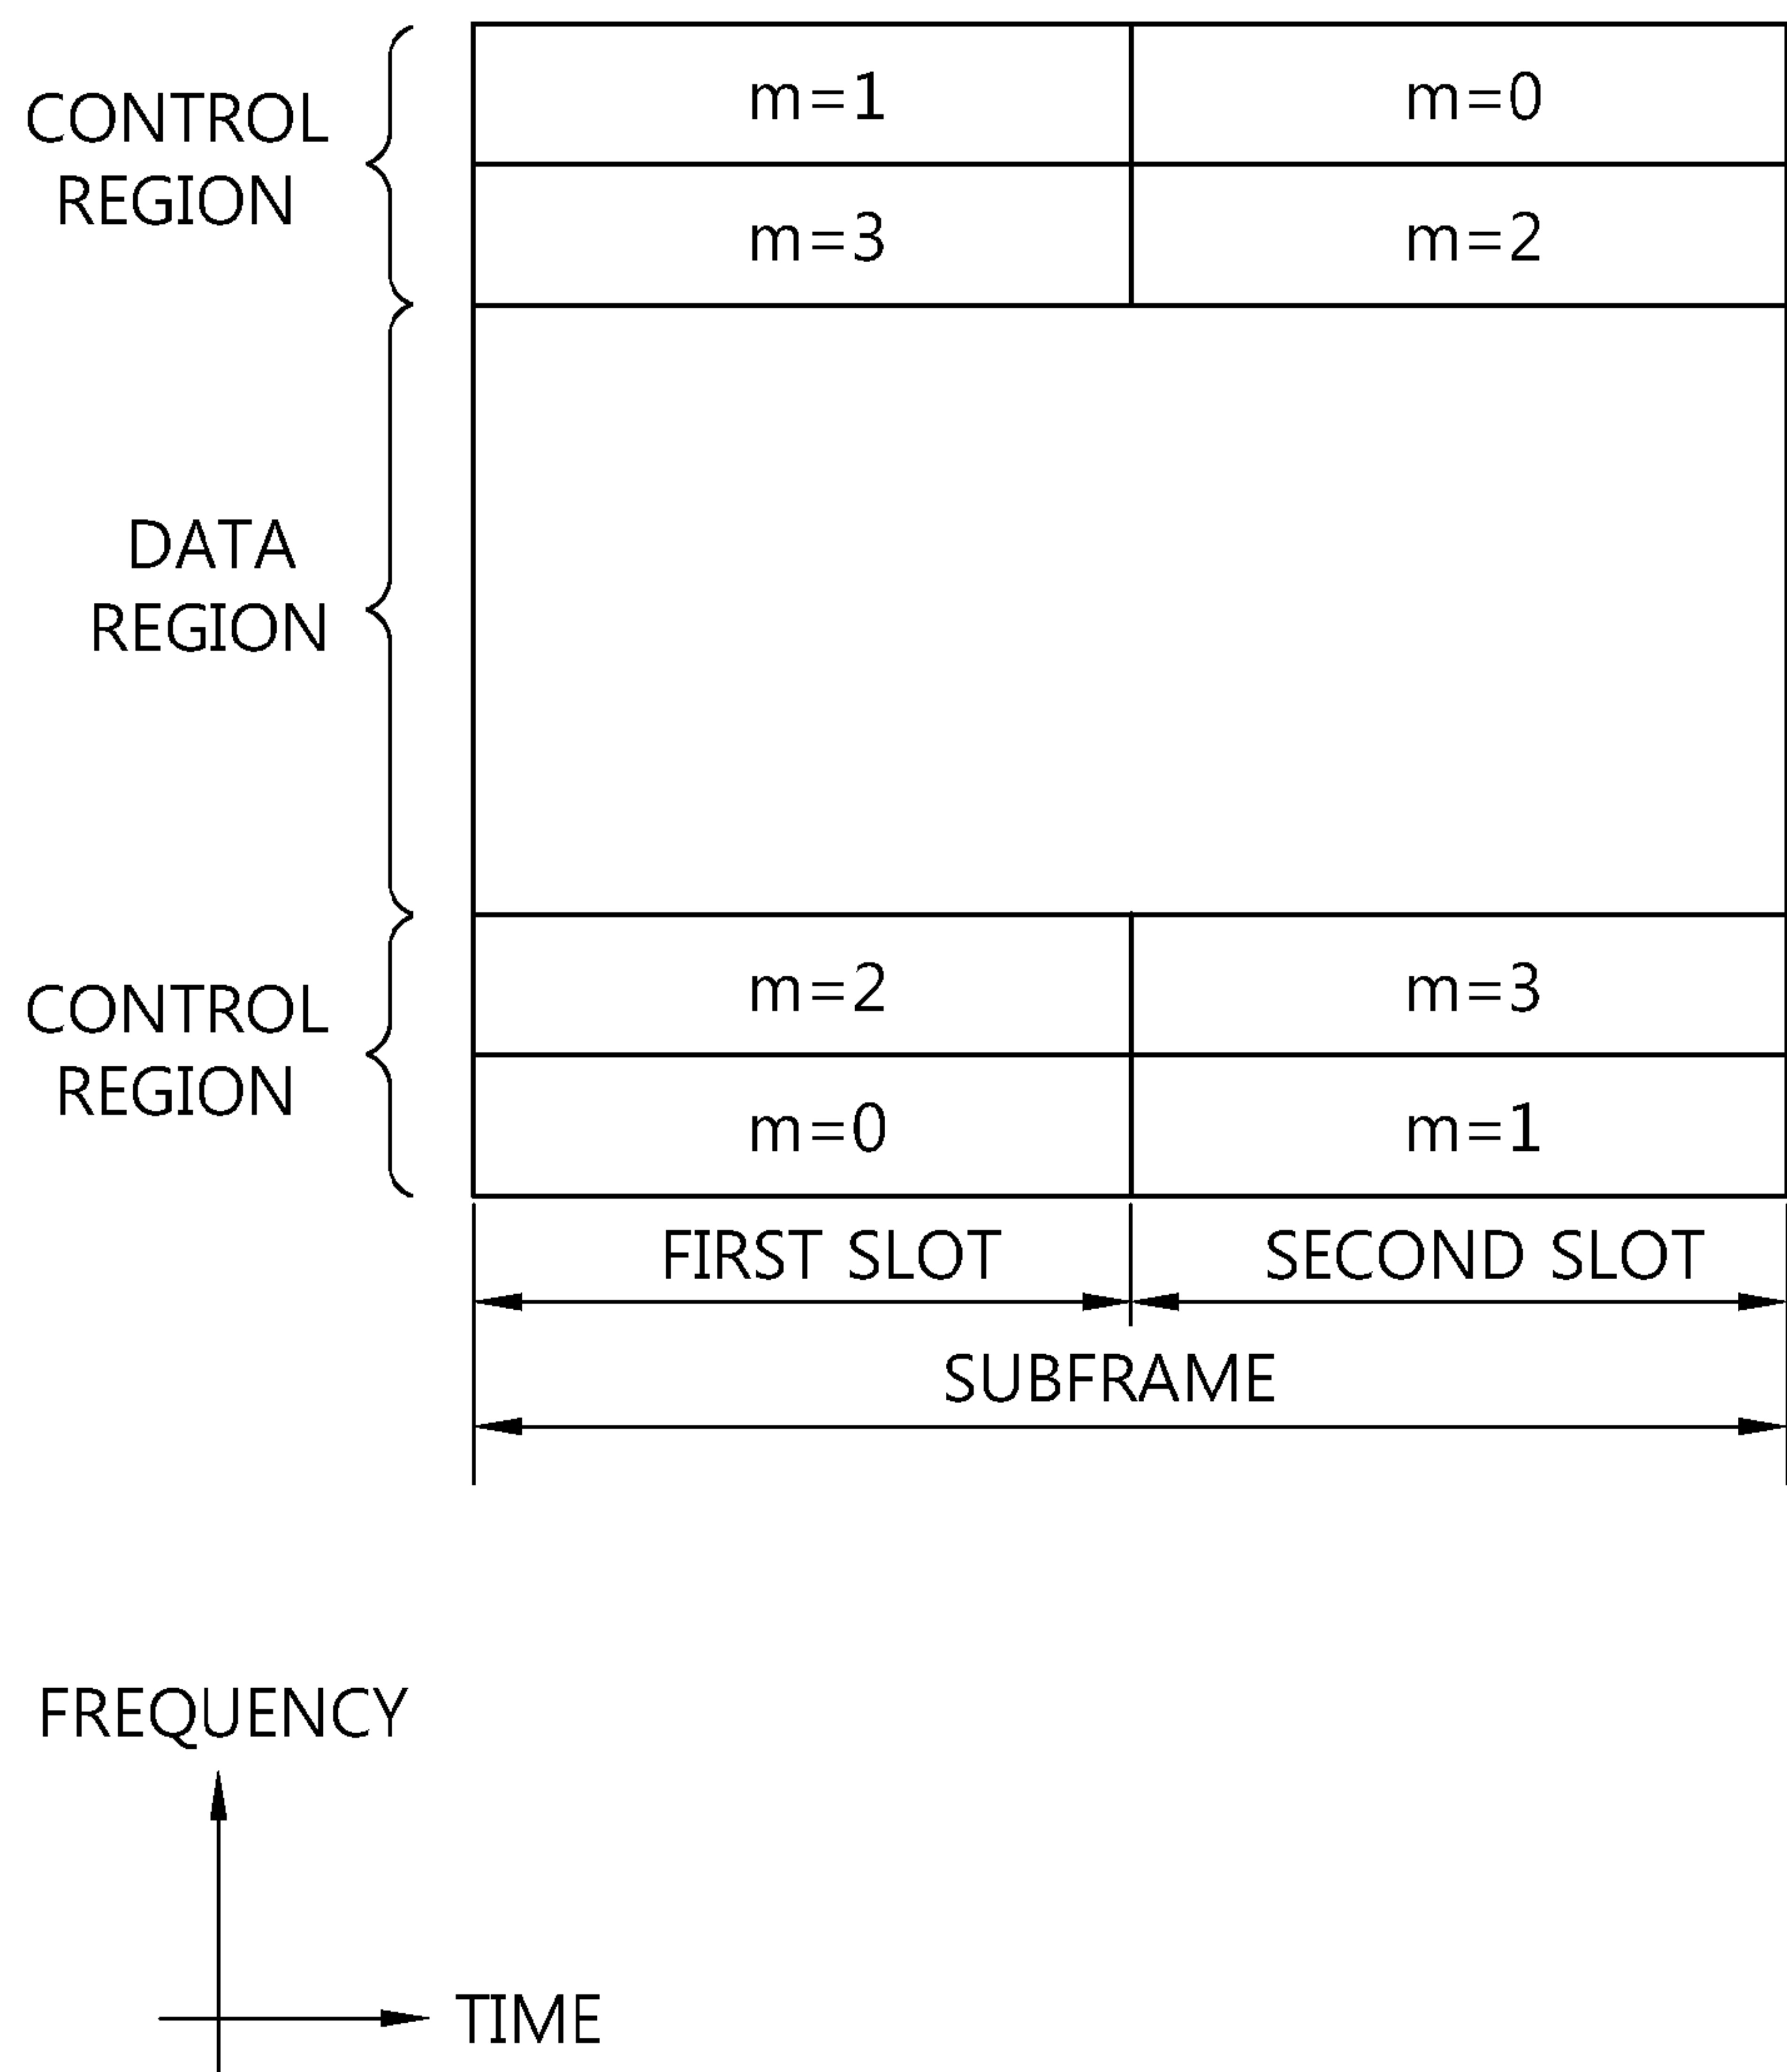 CONTROL
REGION
m=1
m=0
m=3
m=2
DATA
REGION
CONTROL
REGION
m=2
m=3
m=0
m=1
FIRST SLOT
SECOND SLOT
SUBFRAME
FREQUENCY
TIME